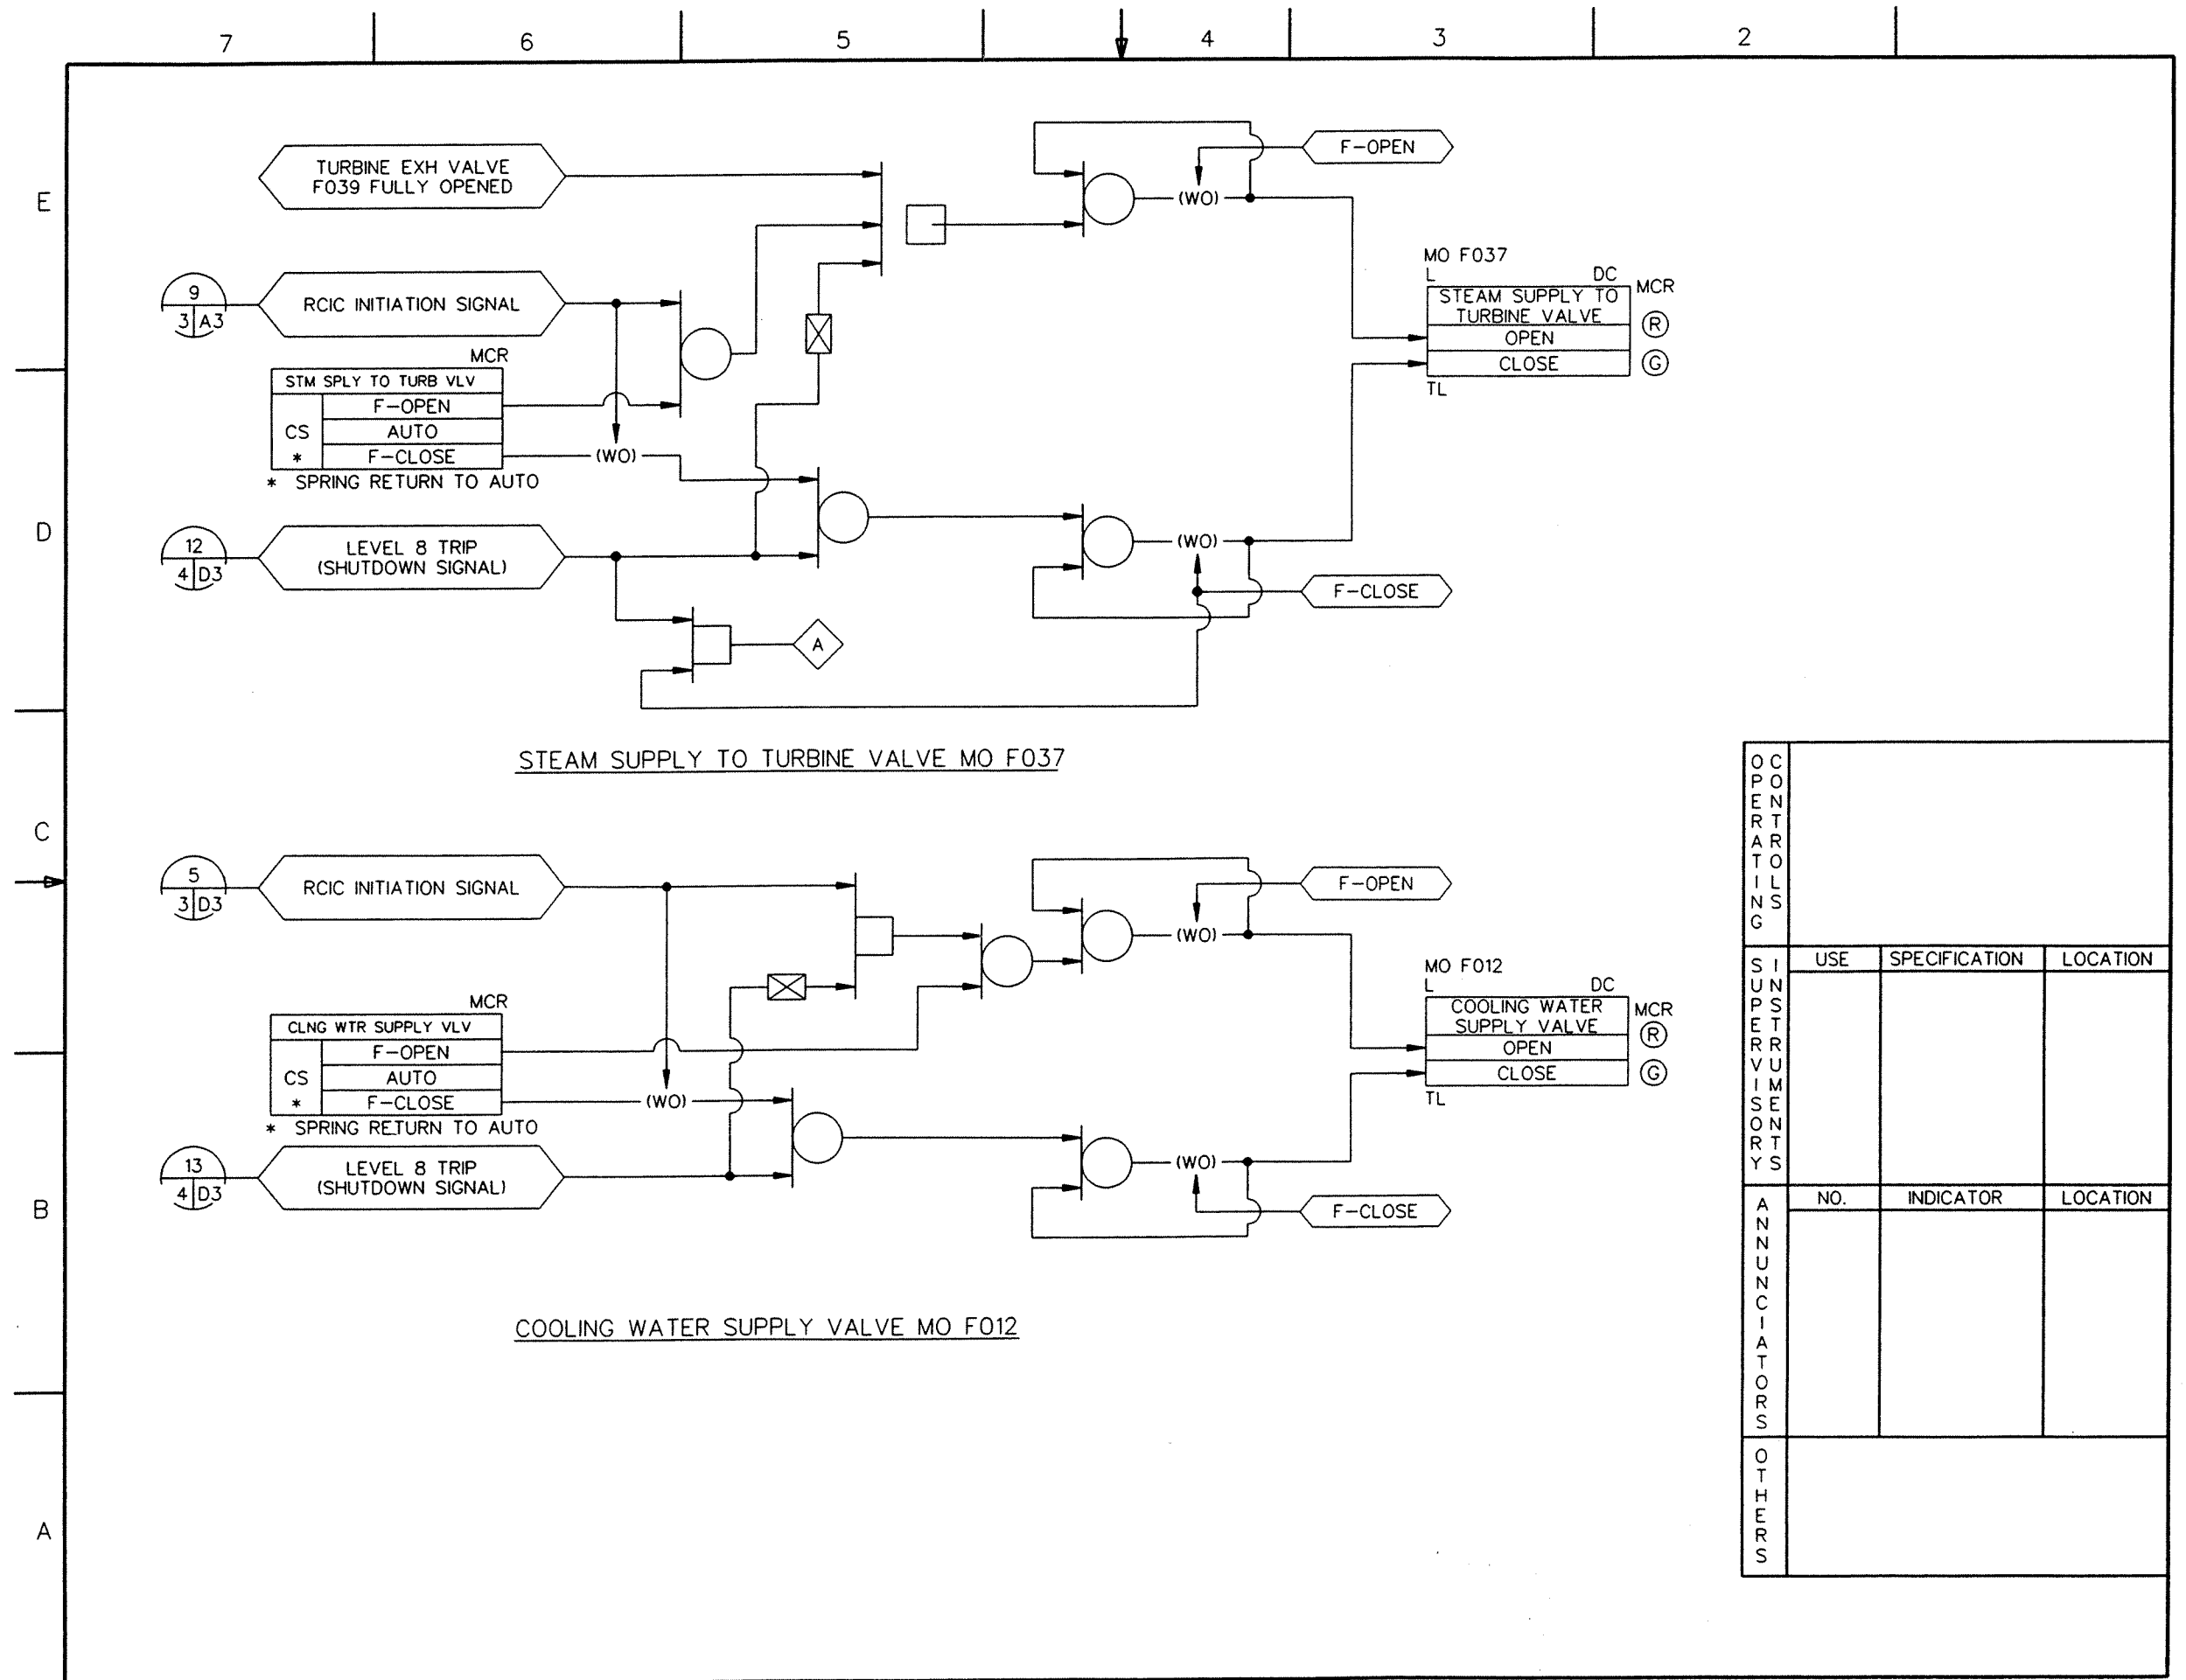 7 6 5 4 3 2
E
D
C
B
A
TURBINE EXH VALVE
F039 FULLY OPENED
F-OPEN
(WO)
9
3 A3
RCIC INITIATION SIGNAL
MCR
STM SPLY TO TURB VLV
CS
*
F-OPEN
AUTO
F-CLOSE
(WO)
* SPRING RETURN TO AUTO
MO F037
L DC
MCR
STEAM SUPPLY TO
TURBINE VALVE
R
OPEN
CLOSE
G
TL
12
4 D3
LEVEL 8 TRIP
(SHUTDOWN SIGNAL)
(WO)
F-CLOSE
A
STEAM SUPPLY TO TURBINE VALVE MO F037
5
3 D3
RCIC INITIATION SIGNAL
F-OPEN
(WO)
MCR
CLNG WTR SUPPLY VLV
CS
*
F-OPEN
AUTO
F-CLOSE
(WO)
* SPRING RETURN TO AUTO
MO F012
L DC
MCR
COOLING WATER
SUPPLY VALVE
R
OPEN
CLOSE
G
TL
13
4 D3
LEVEL 8 TRIP
(SHUTDOWN SIGNAL)
(WO)
F-CLOSE
COOLING WATER SUPPLY VALVE MO F012
OPERATING
CONTROLS
SUPERVISORY
INSTRUMENTS
USE SPECIFICATION LOCATION
ANNUNCIATORS
NO. INDICATOR LOCATION
OTHERS